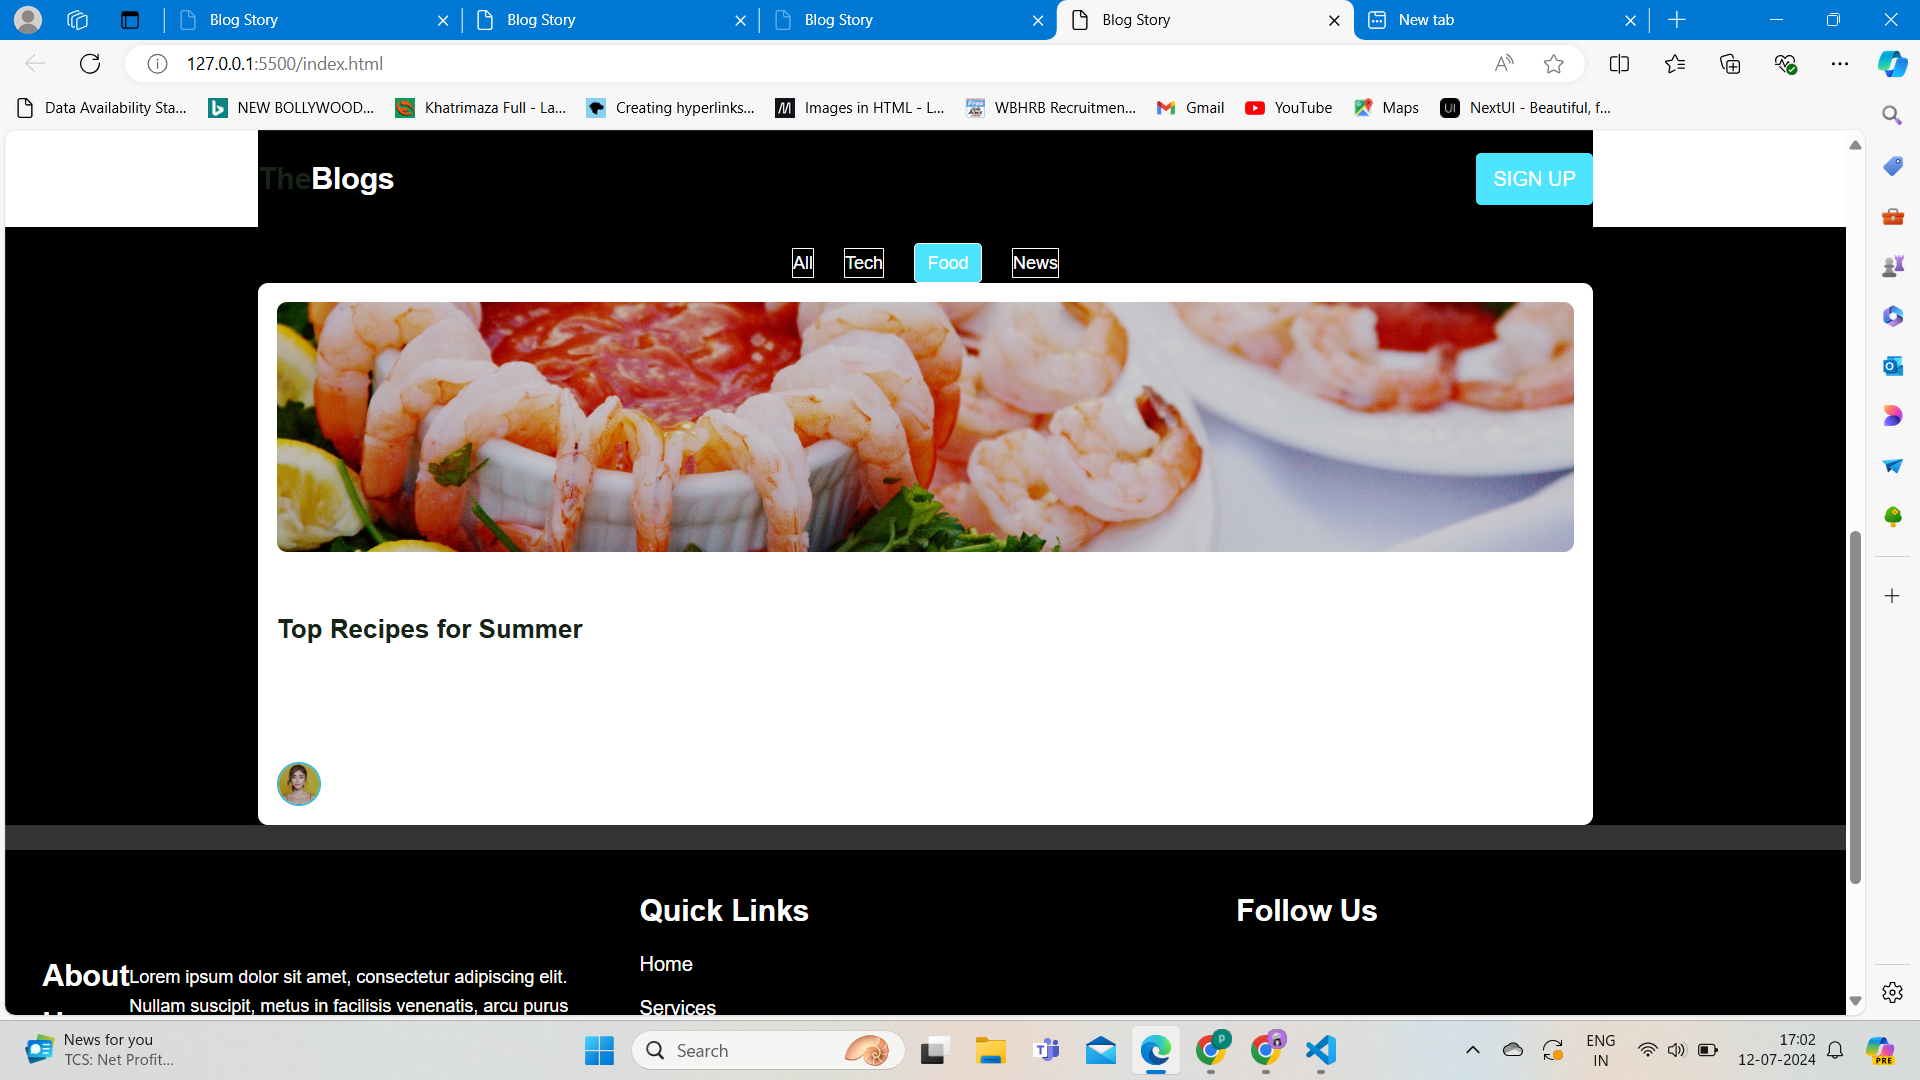 Blog Story
Blog Story
Blog Story
Blog Story
New tab
127.0.0.1:5500/index.html
Data Availability Sta...
NEW BOLLYWOOD...
Khatrimaza Full - La...
Creating hyperlinks...
Images in HTML - L...
WBHRB Recruitmen...
Gmail
YouTube
Maps
NextUI - Beautiful, f...
TheBlogs
SIGN UP
All
Tech
Food
News
Top Recipes for Summer
Quick Links
Follow Us
Home
Services
About
Lorem ipsum dolor sit amet, consectetur adipiscing elit.
Nullam suscipit, metus in facilisis venenatis, arcu purus
News for you
TCS: Net Profit...
Search
ENG
IN
17:02
12-07-2024
PRE